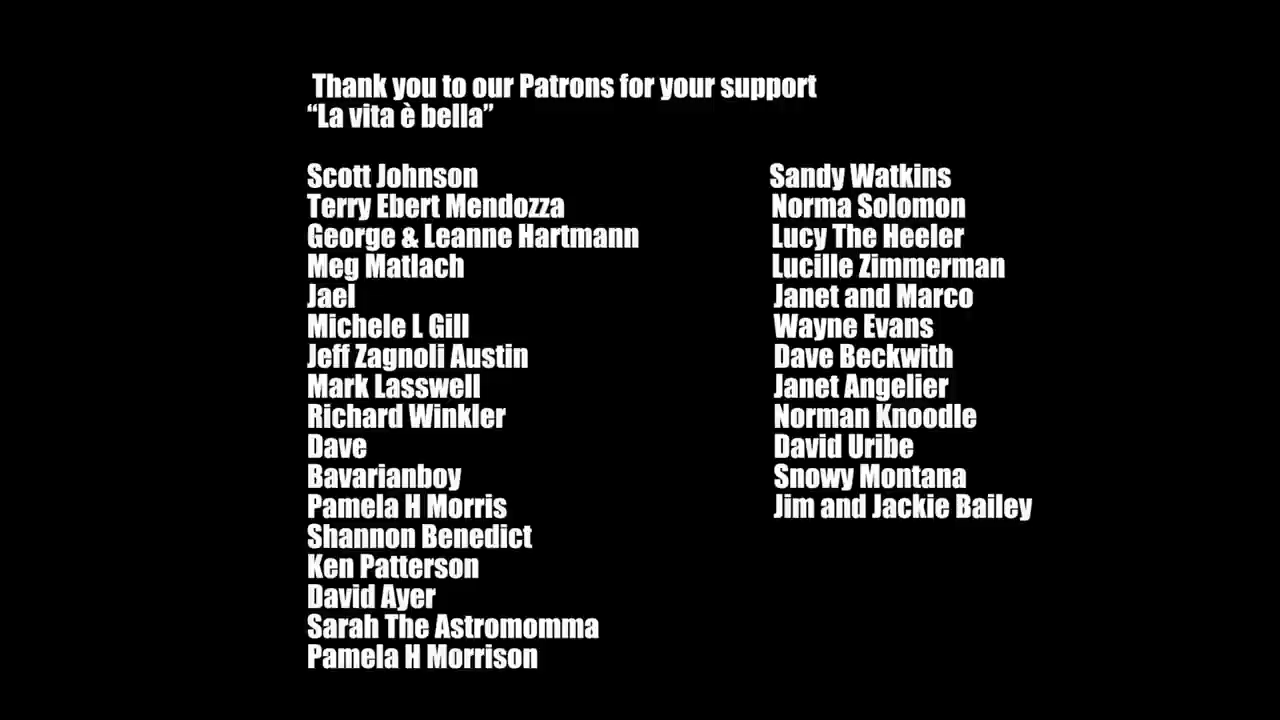 Thank you to our Patrons for your support
“La vita è bella”
Scott Johnson
Terry Ebert Mendozza
George & Leanne Hartmann
Meg Matlach
Jael
Michele L Gill
Jeff Zagnoli Austin
Mark Lasswell
Richard Winkler
Dave
Bavarianboy
Pamela H Morris
Shannon Benedict
Ken Patterson
David Ayer
Sarah The Astromomma
Pamela H Morrison
Sandy Watkins
Norma Solomon
Lucy The Heeler
Lucille Zimmerman
Janet and Marco
Wayne Evans
Dave Beckwith
Janet Angelier
Norman Knoodle
David Uribe
Snowy Montana
Jim and Jackie Bailey